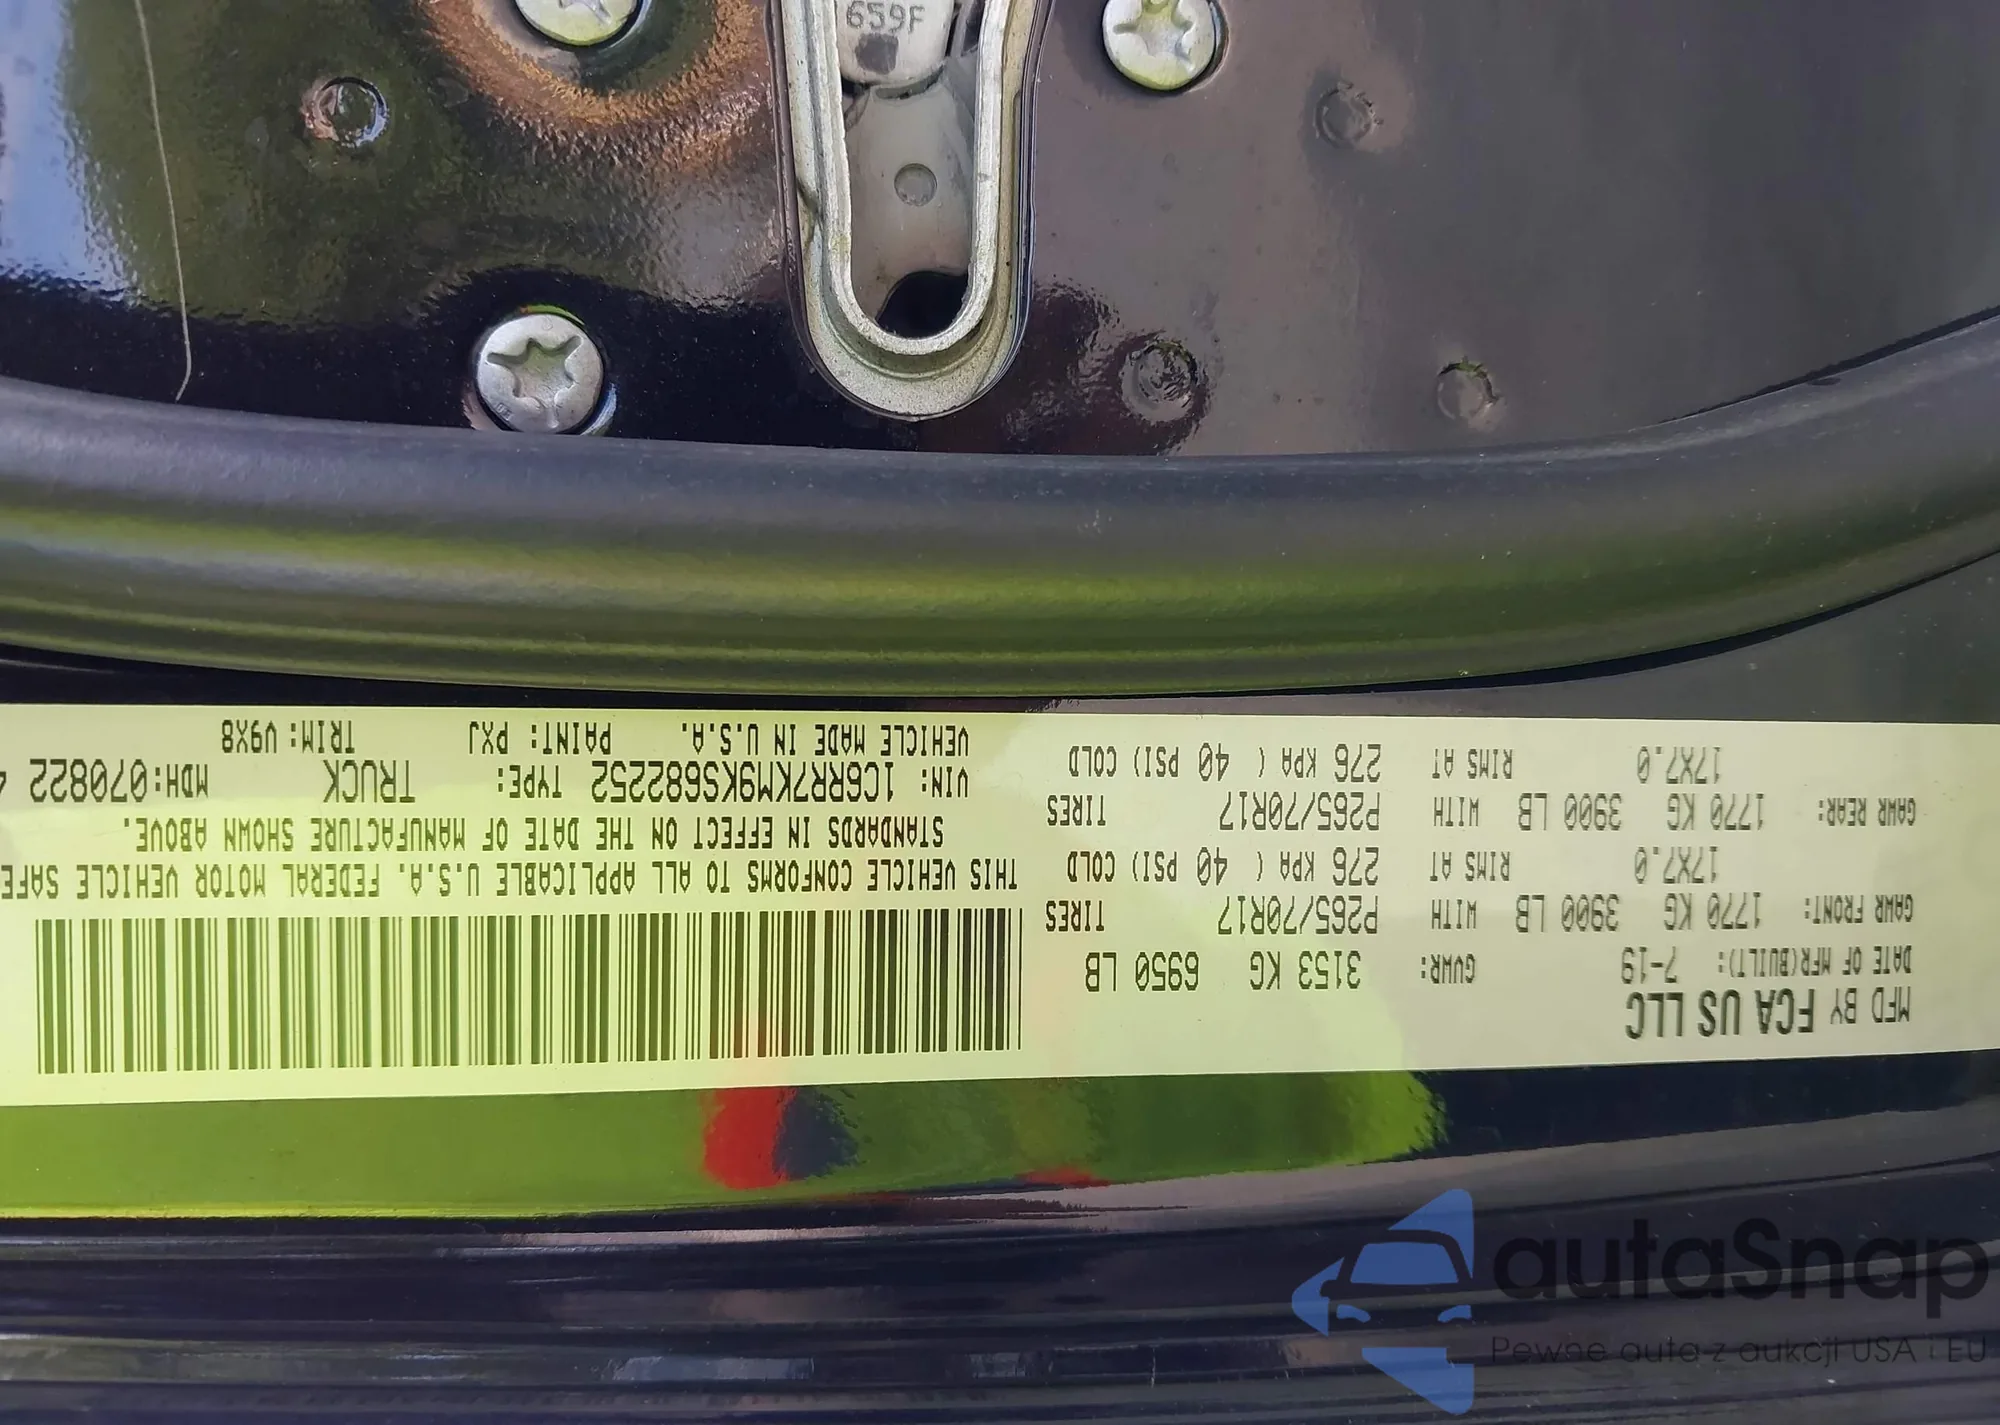 MFD BY FCA US LLC
DATE OF MFR(BUILT): 7-19 GVWR: 3153 KG 6950 LB
GAWR FRONT: 1770 KG 3900 LB WITH P265/70R17 TIRES
17X7.0 RIMS AT 276 KPA ( 40 PSI) COLD
GAWR REAR: 1770 KG 3900 LB WITH P265/70R17 TIRES
17X7.0 RIMS AT 276 KPA ( 40 PSI) COLD
THIS VEHICLE CONFORMS TO ALL APPLICABLE U.S.A. FEDERAL MOTOR VEHICLE SAFE
STANDARDS IN EFFECT ON THE DATE OF MANUFACTURE SHOWN ABOVE.
VIN: 1C6RR7KM9KS682252 TYPE: TRUCK MDH:070822 4
VEHICLE MADE IN U.S.A. PAINT: PXJ TRIM: V9X8
659F
autaSnap
Pewne auta z aukcji USA i EU